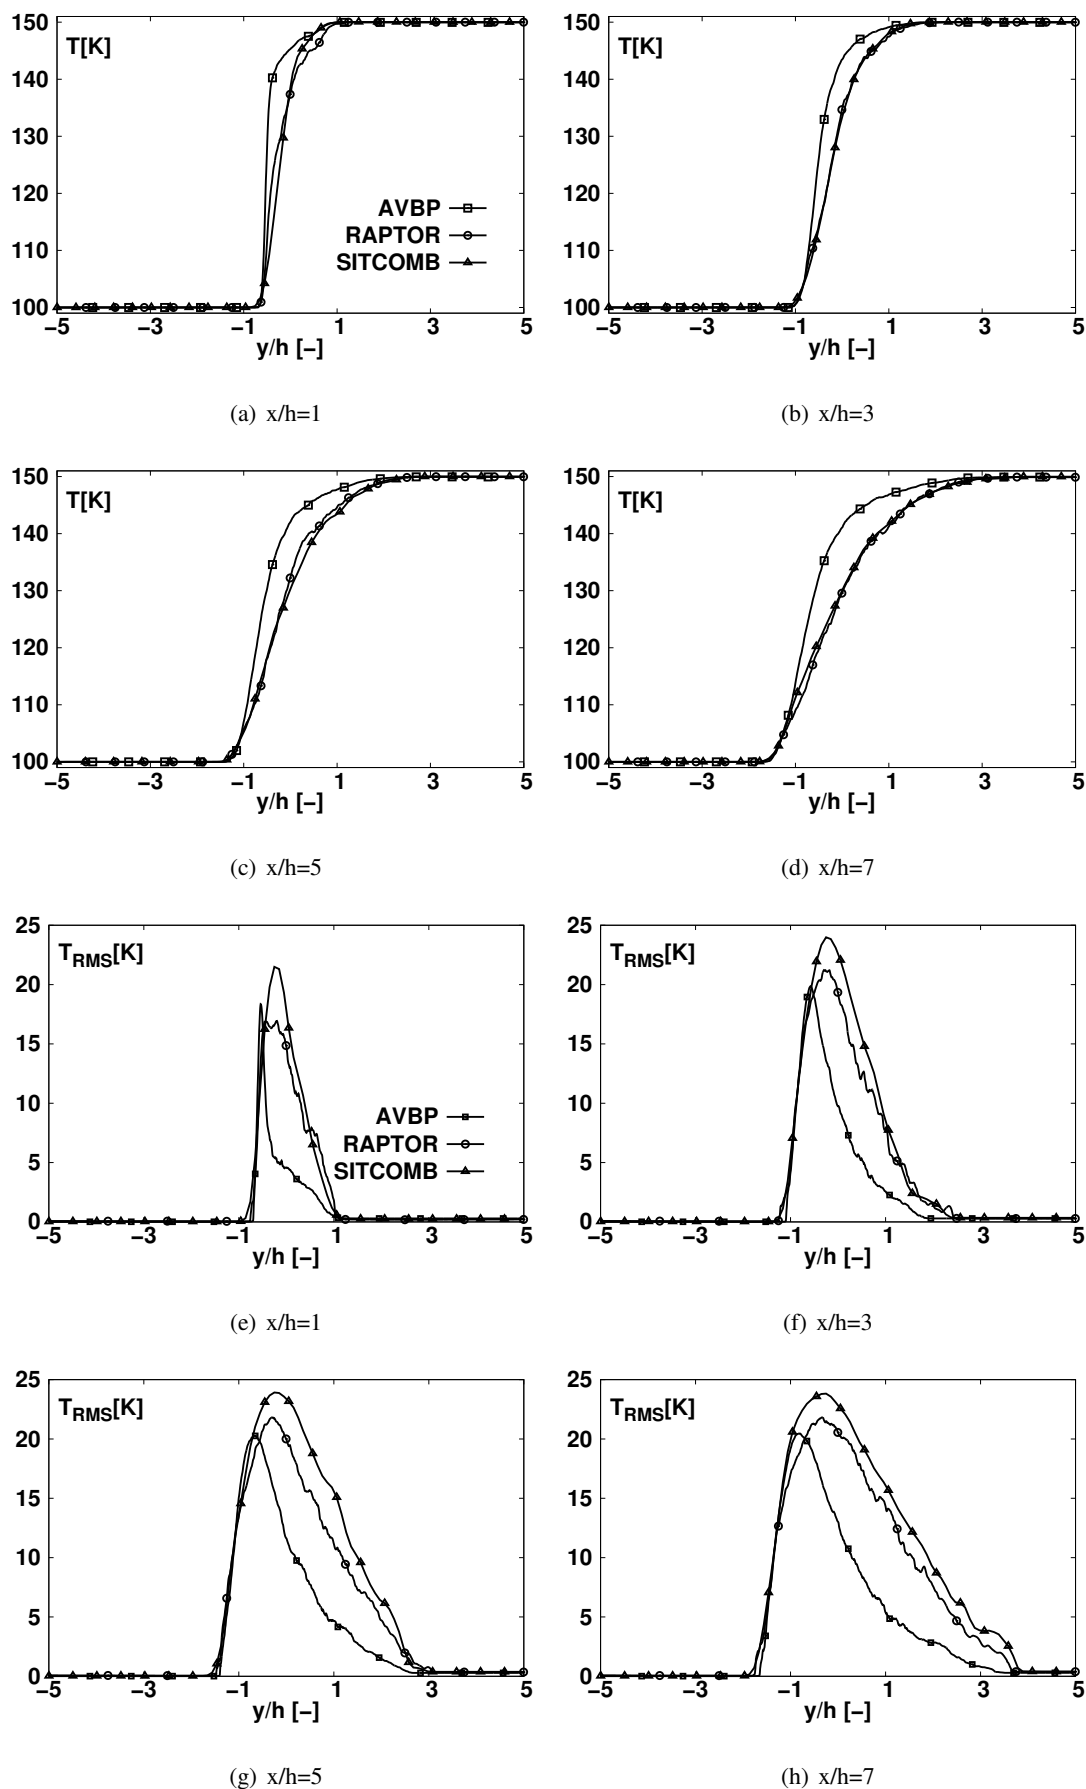 150
140
130
120
110
100
T[K]
AVBP
RAPTOR
SITCOMB
−5 −3 −1 1 3 5
y/h [−]
(a) x/h=1
150
140
130
120
110
100
T[K]
−5 −3 −1 1 3 5
y/h [−]
(b) x/h=3
150
140
130
120
110
100
T[K]
−5 −3 −1 1 3 5
y/h [−]
(c) x/h=5
150
140
130
120
110
100
T[K]
−5 −3 −1 1 3 5
y/h [−]
(d) x/h=7
25
20
15
10
5
0
TRMS[K]
AVBP
RAPTOR
SITCOMB
−5 −3 −1 1 3 5
y/h [−]
(e) x/h=1
25
20
15
10
5
0
TRMS[K]
−5 −3 −1 1 3 5
y/h [−]
(f) x/h=3
25
20
15
10
5
0
TRMS[K]
−5 −3 −1 1 3 5
y/h [−]
(g) x/h=5
25
20
15
10
5
0
TRMS[K]
−5 −3 −1 1 3 5
y/h [−]
(h) x/h=7